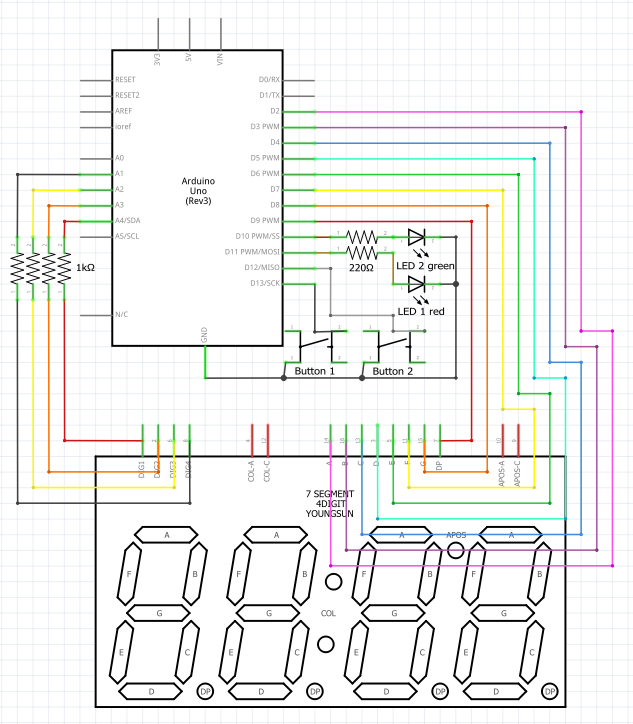 3V3
5V
VIN
RESET
D0/RX
RESET2
D1/TX
AREF
D2
ioref
D3 PWM
D4
A0
D5 PWM
A1
D6 PWM
Arduino
Uno
(Rev3)
A2
D7
A3
D8
A4/SDA
D9 PWM
A5/SCL
D10 PWM/SS
D11 PWM/MOSI
D12/MISO
D13/SCK
1kΩ
220Ω
LED 2 green
LED 1 red
N/C
GND
Button 1
Button 2
DIG1
DIG2
DIG3
DIG4
COL-A
COL-C
A
B
C
D
E
F
G
DP
APOS-A
APOS-C
7 SEGMENT
4DIGIT
YOUNGSUN
A
A
A
APOS
A
F
B
F
B
F
B
F
B
G
G
COL
G
G
E
C
E
C
E
C
E
C
D
DP
D
DP
D
DP
D
DP